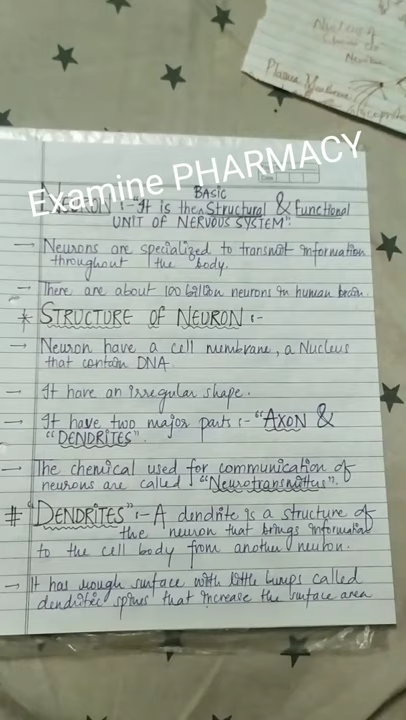 Nucleus
Neuron
Plasma Membrane
Examine PHARMACY
BASIC
NEURON :- "It is the Structural & Functional
UNIT OF NERVOUS SYSTEM":
→ Neurons are specialized to transmit information
throughout the body.
→ There are about 100 billion neurons in human brain.
* STRUCTURE OF NEURON :-
→ Neuron have a cell membrane, a Nucleus
that contain DNA.
→ It have an irregular shape.
→ It have two major parts :- "AXON &
"DENDRITES".
→ The chemical used for communication of
neurons are called "Neurotransmittus".
# "DENDRITES" :- A dendrite is a structure of
the neuron that brings information
to the cell body from another neuron.
→ It has rough surface with little bumps called
dendritic spines that increase the surface area